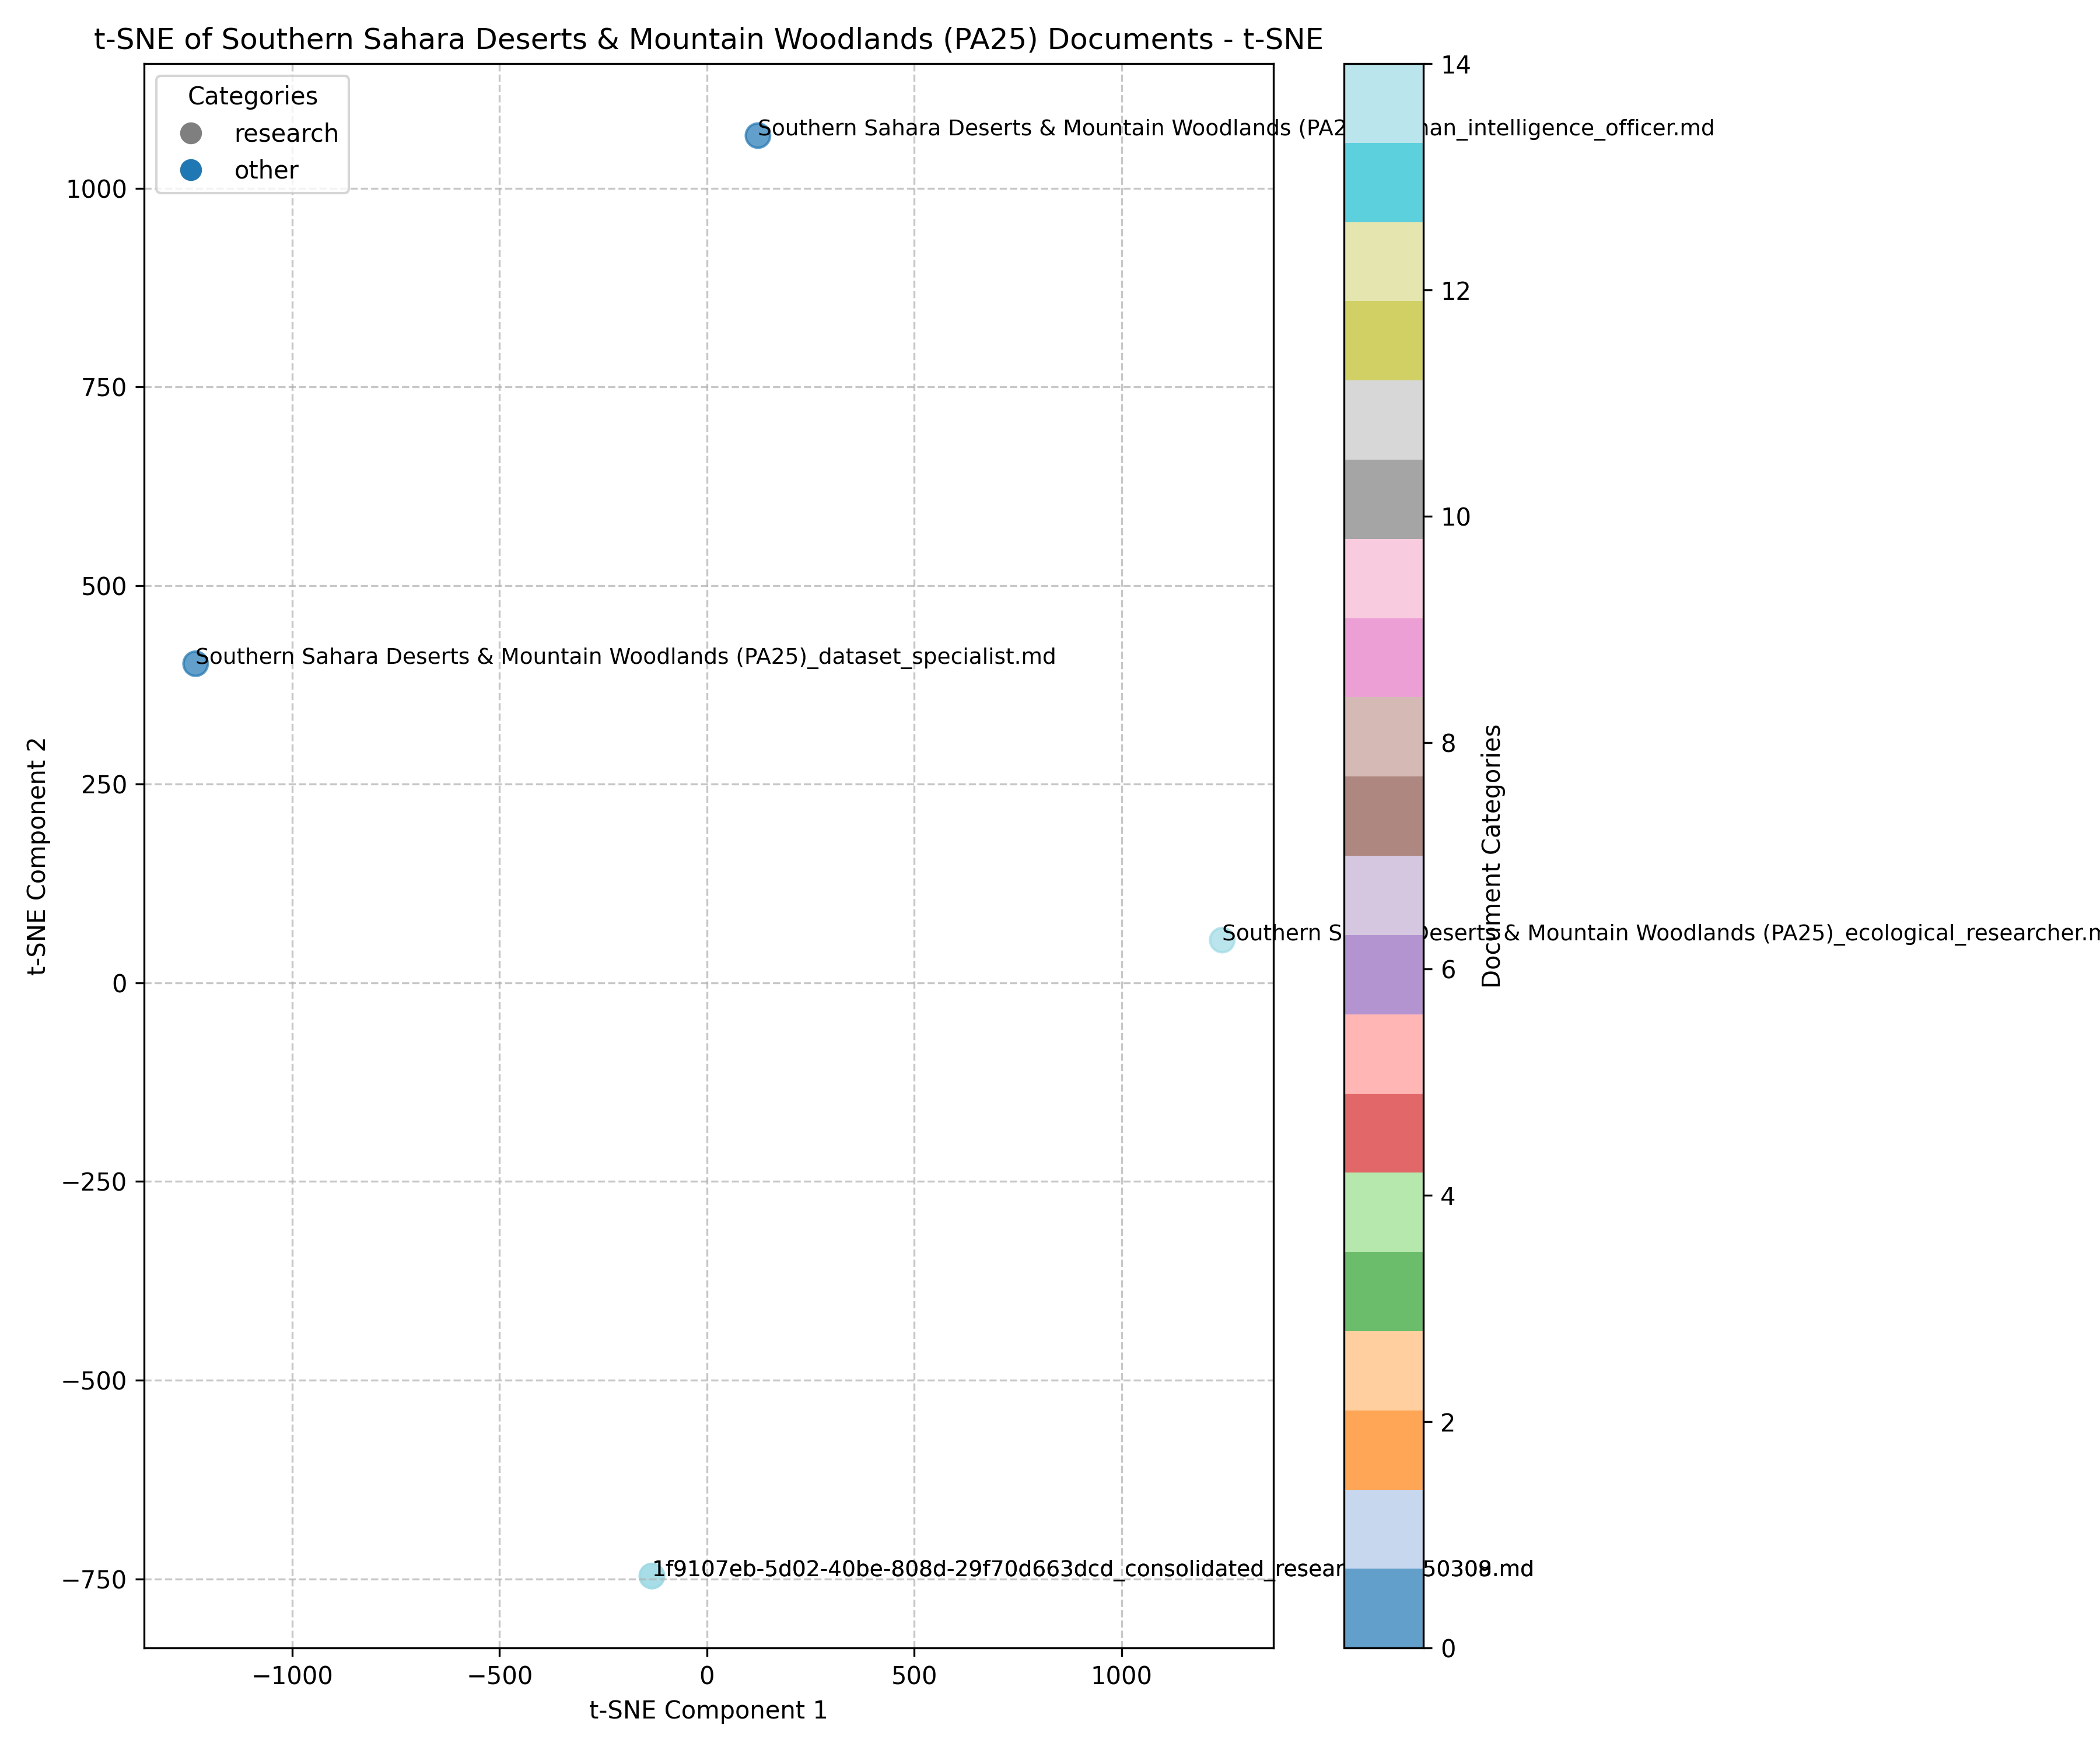 t-SNE of Southern Sahara Deserts & Mountain Woodlands (PA25) Documents - t-SNE
Categories
research
other
Southern Sahara Deserts & Mountain Woodlands (PA2
an_intelligence_officer.md
Southern Sahara Deserts & Mountain Woodlands (PA25)_dataset_specialist.md
Southern S
Deserts & Mountain Woodlands (PA25)_ecological_researcher.m
1f9107eb-5d02-40be-808d-29f70d663dcd_consolidated_resear
.md
1000
750
500
250
0
−250
−500
−750
−1000
−500
0
500
1000
t-SNE Component 1
t-SNE Component 2
14
12
10
8
6
4
2
0
Document Categories